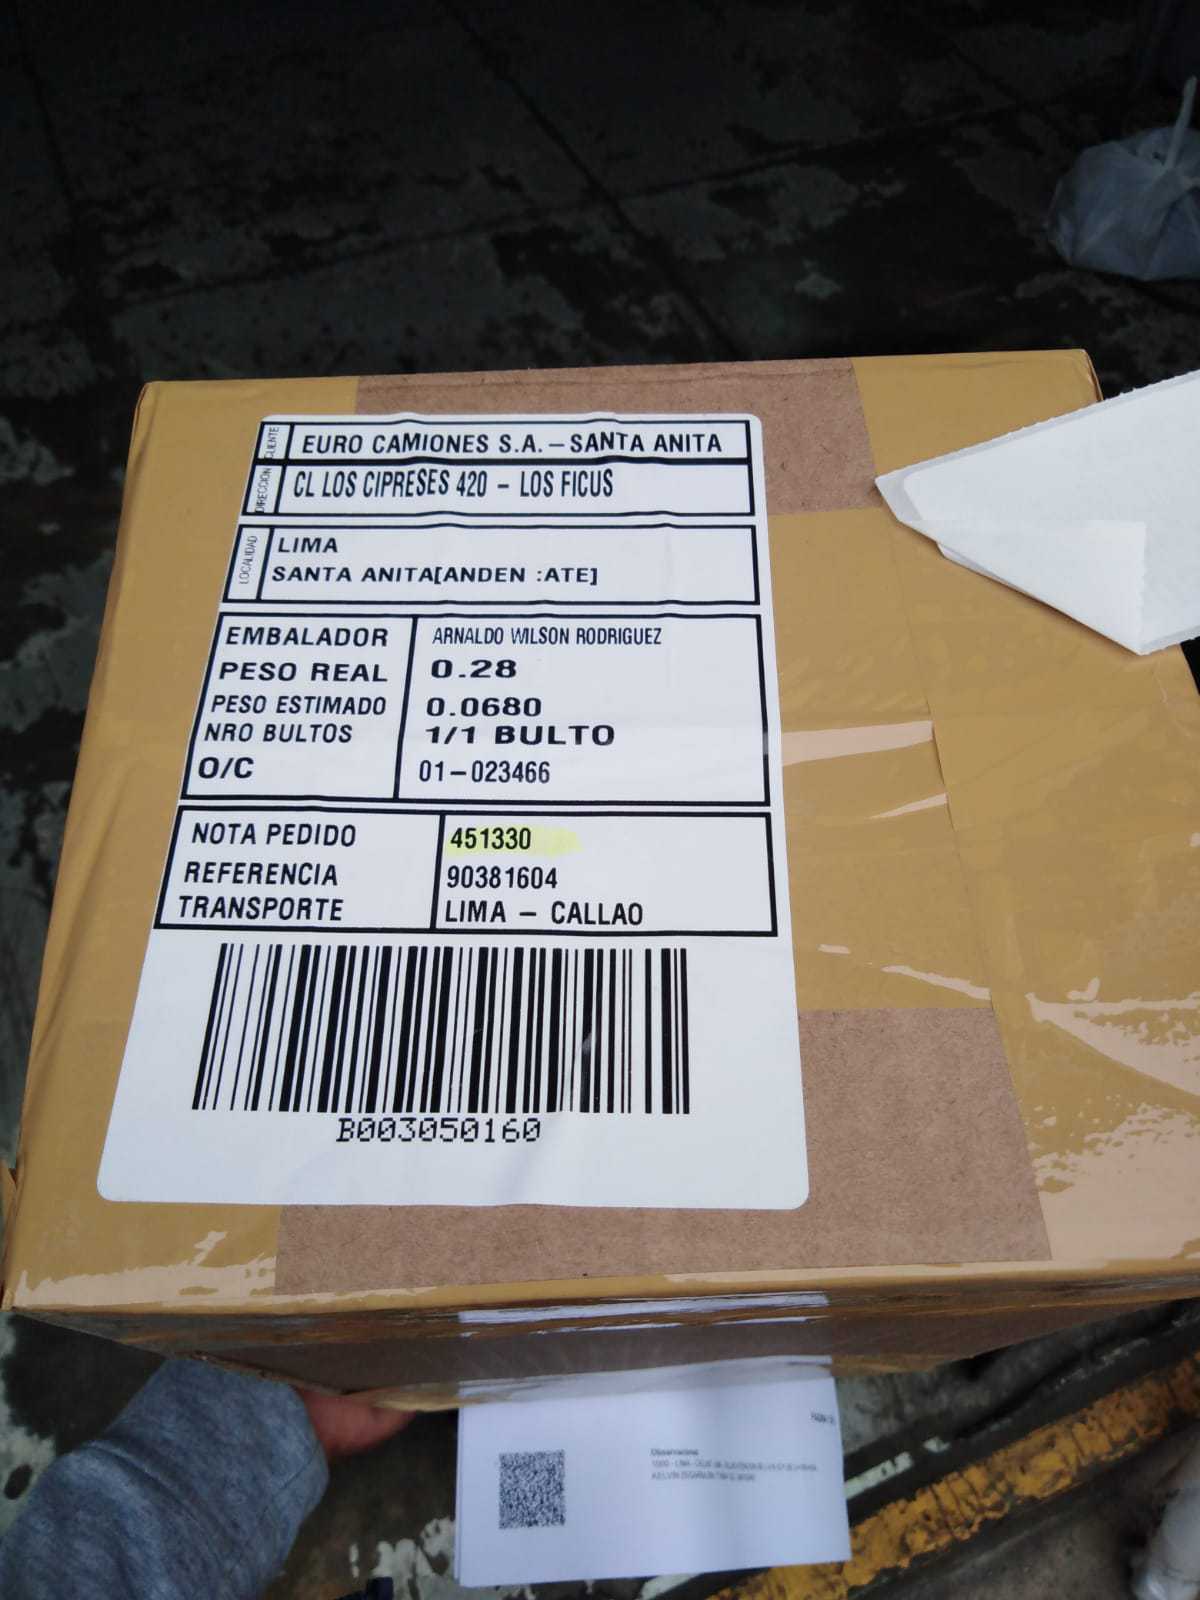 CLIENTE
EURO CAMIONES S.A. – SANTA ANITA
DIRECCIÓN
CL LOS CIPRESES 420 – LOS FICUS
LOCALIDAD
LIMA
SANTA ANITA[ANDEN :ATE]
EMBALADOR ARNALDO WILSON RODRIGUEZ
PESO REAL 0.28
PESO ESTIMADO 0.0680
NRO BULTOS 1/1 BULTO
O/C 01–023466
NOTA PEDIDO 451330
REFERENCIA 90381604
TRANSPORTE LIMA – CALLAO
B003050160